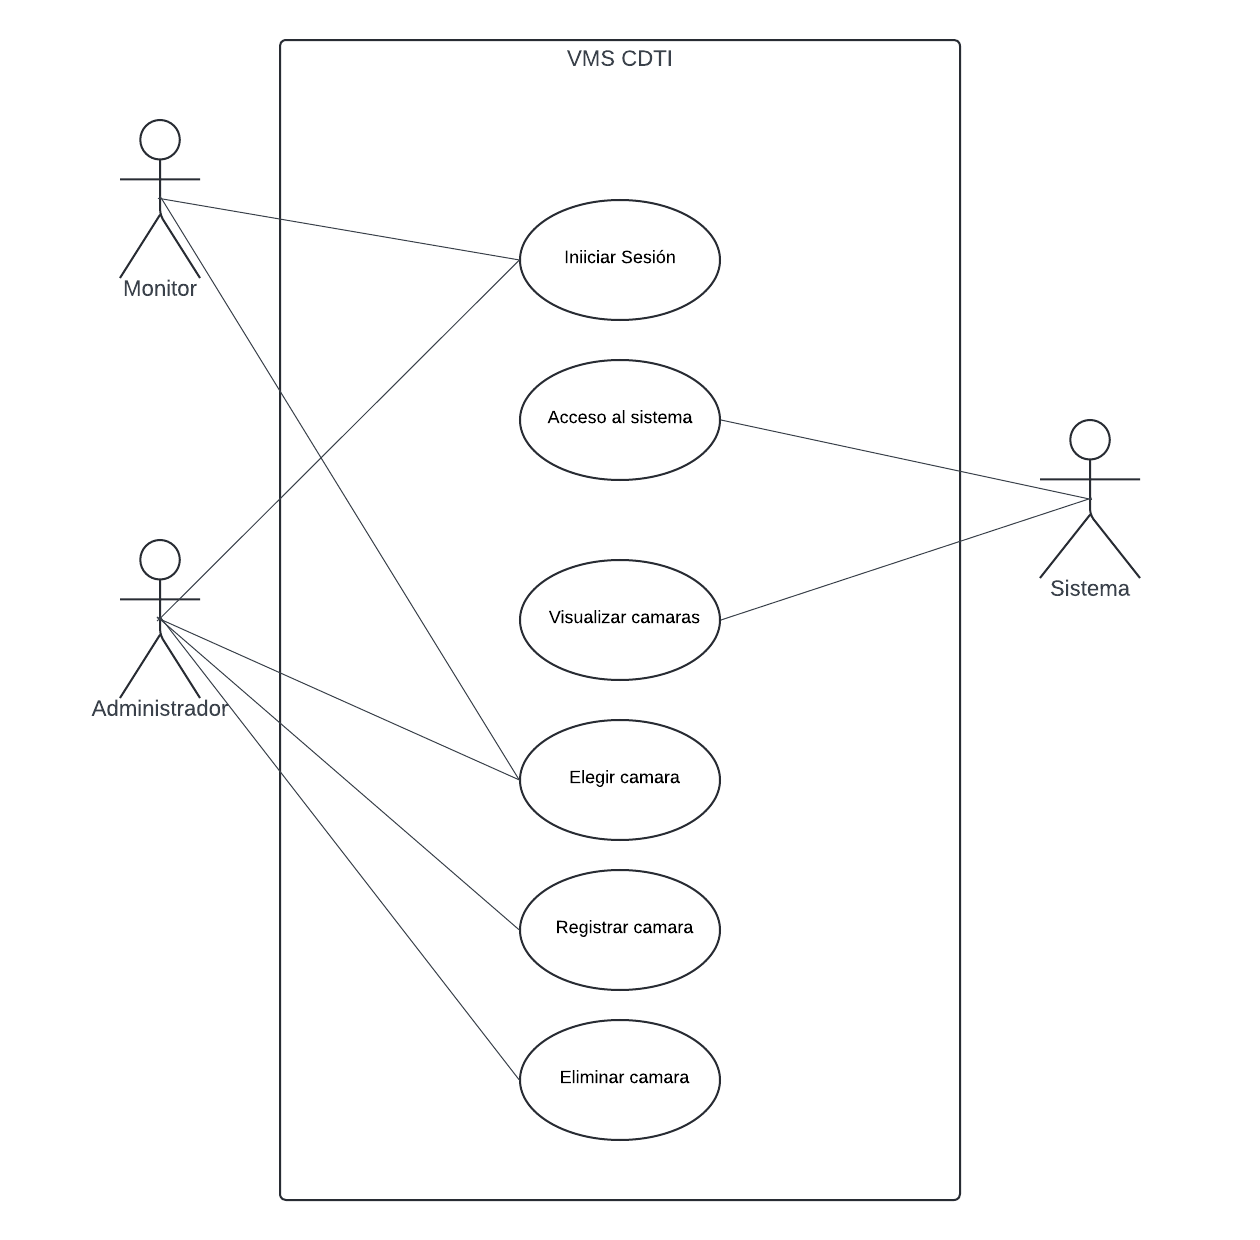 VMS CDTI
Monitor
Iniiciar Sesión
Acceso al sistema
Sistema
Visualizar camaras
Administrador
Elegir camara
Registrar camara
Eliminar camara